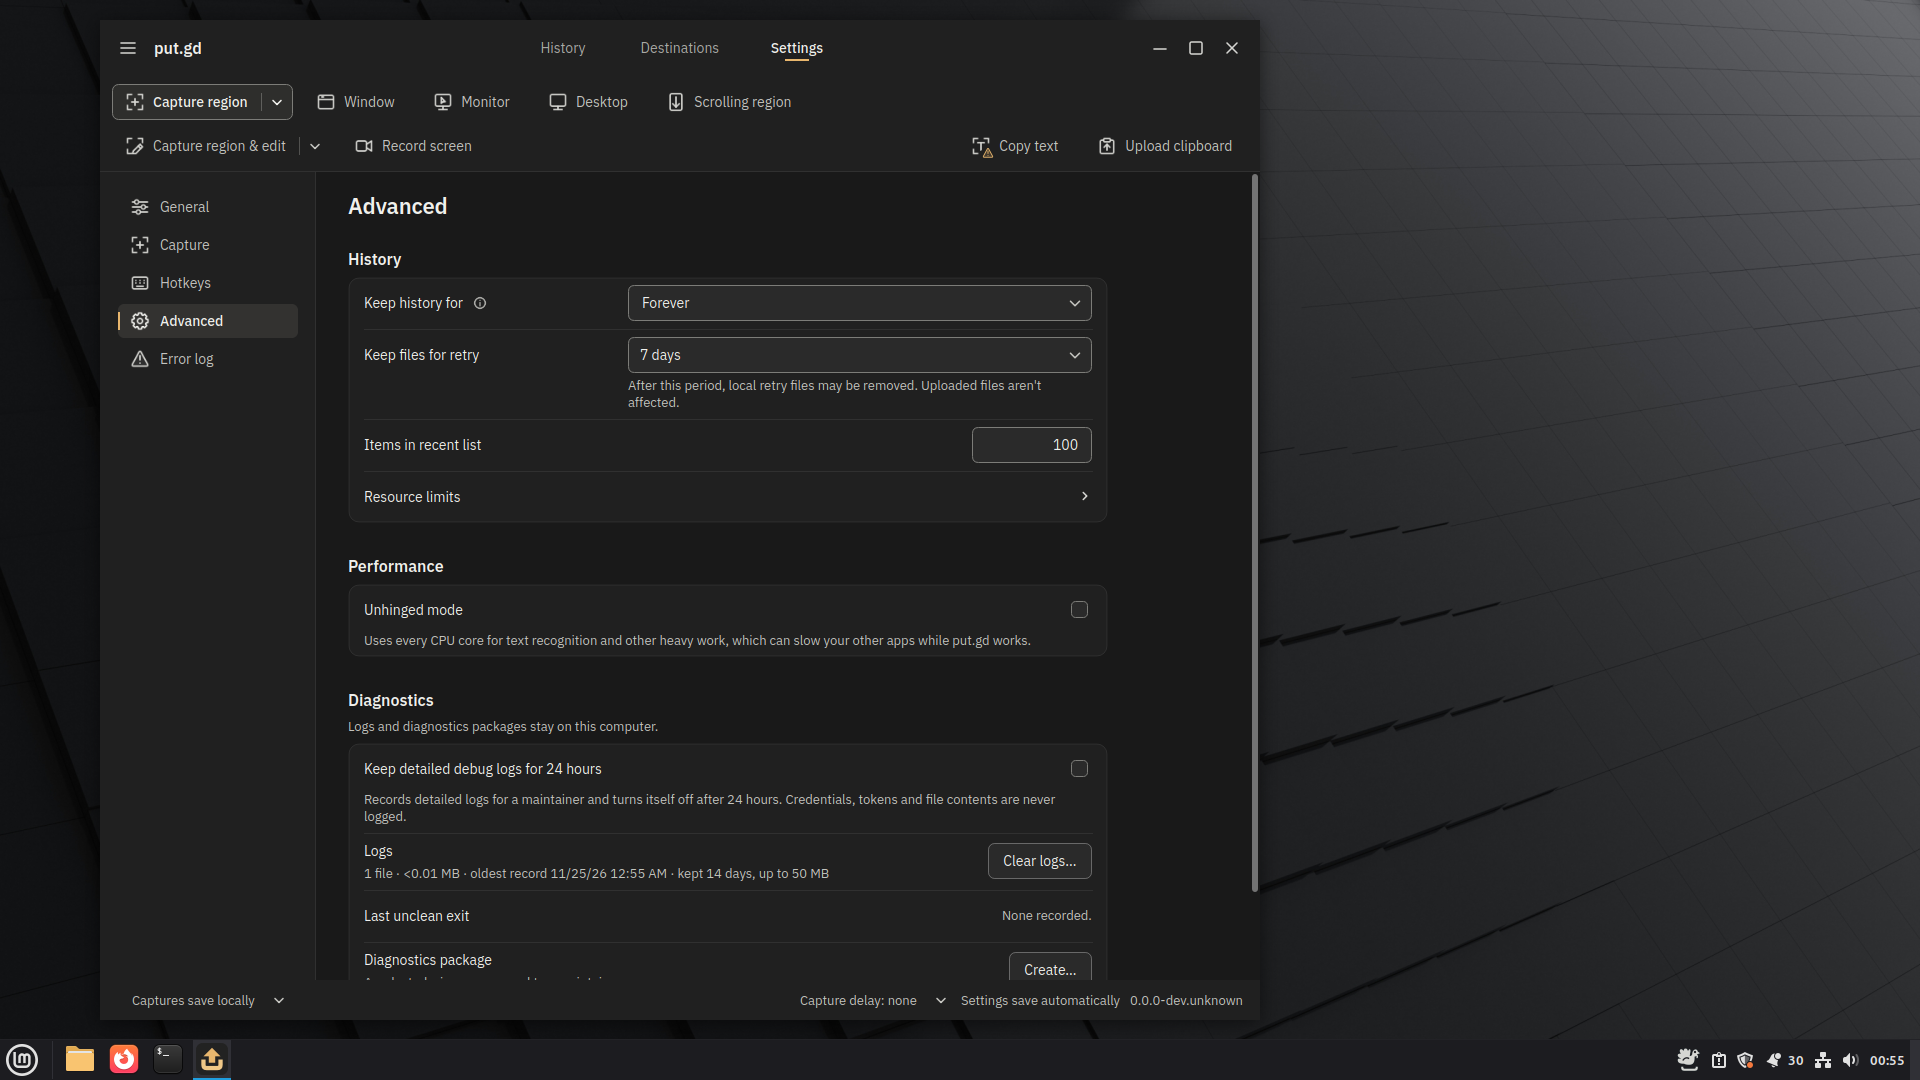 put.gd
History
Destinations
Settings
Capture region
Window
Monitor
Desktop
Scrolling region
Capture region & edit
Record screen
Copy text
Upload clipboard
General
Capture
Hotkeys
Advanced
Error log
Advanced
History
Keep history for
Forever
Keep files for retry
7 days
After this period, local retry files may be removed. Uploaded files aren't
affected.
Items in recent list
100
Resource limits
Performance
Unhinged mode
Uses every CPU core for text recognition and other heavy work, which can slow your other apps while put.gd works.
Diagnostics
Logs and diagnostics packages stay on this computer.
Keep detailed debug logs for 24 hours
Records detailed logs for a maintainer and turns itself off after 24 hours. Credentials, tokens and file contents are never
logged.
Logs
1 file · <0.01 MB · oldest record 11/25/26 12:55 AM · kept 14 days, up to 50 MB
Clear logs...
Last unclean exit
None recorded.
Diagnostics package
Create...
Captures save locally
Capture delay: none
Settings save automatically
0.0.0-dev.unknown
30
00:55